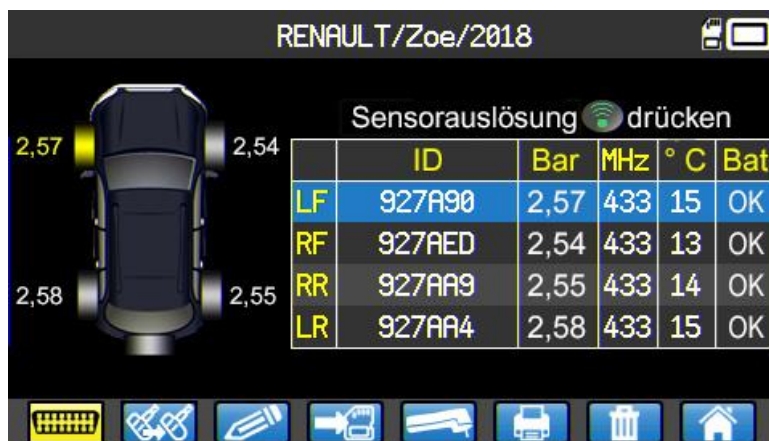 RENAULT/Zoe/2018
Sensorauslösung drücken
2,57
2,54
2,58
2,55
ID Bar MHz ° C Bat
LF 927A90 2,57 433 15 OK
RF 927AED 2,54 433 13 OK
RR 927AA9 2,55 433 14 OK
LR 927AA4 2,58 433 15 OK